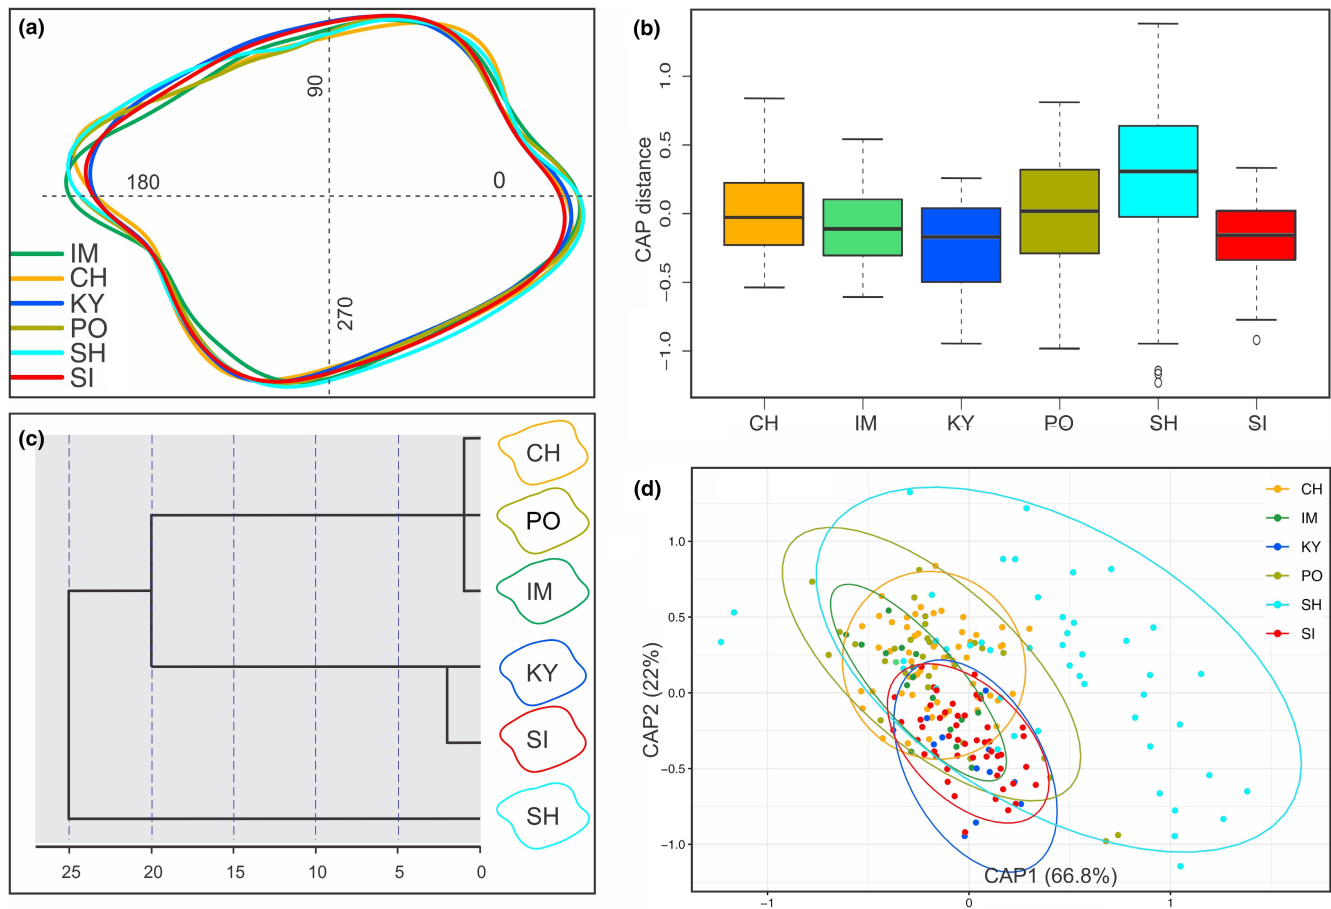 (a)
90
180
0
270
IM
CH
KY
PO
SH
SI
(b)
CAP distance
1.0
0.5
0.0
−0.5
−1.0
CH IM KY PO SH SI
(c)
CH
PO
IM
KY
SI
SH
25 20 15 10 5 0
(d)
CAP2 (22%)
1.0
0.5
0.0
−0.5
−1.0
CH
IM
KY
PO
SH
SI
CAP1 (66.8%)
−1 0 1